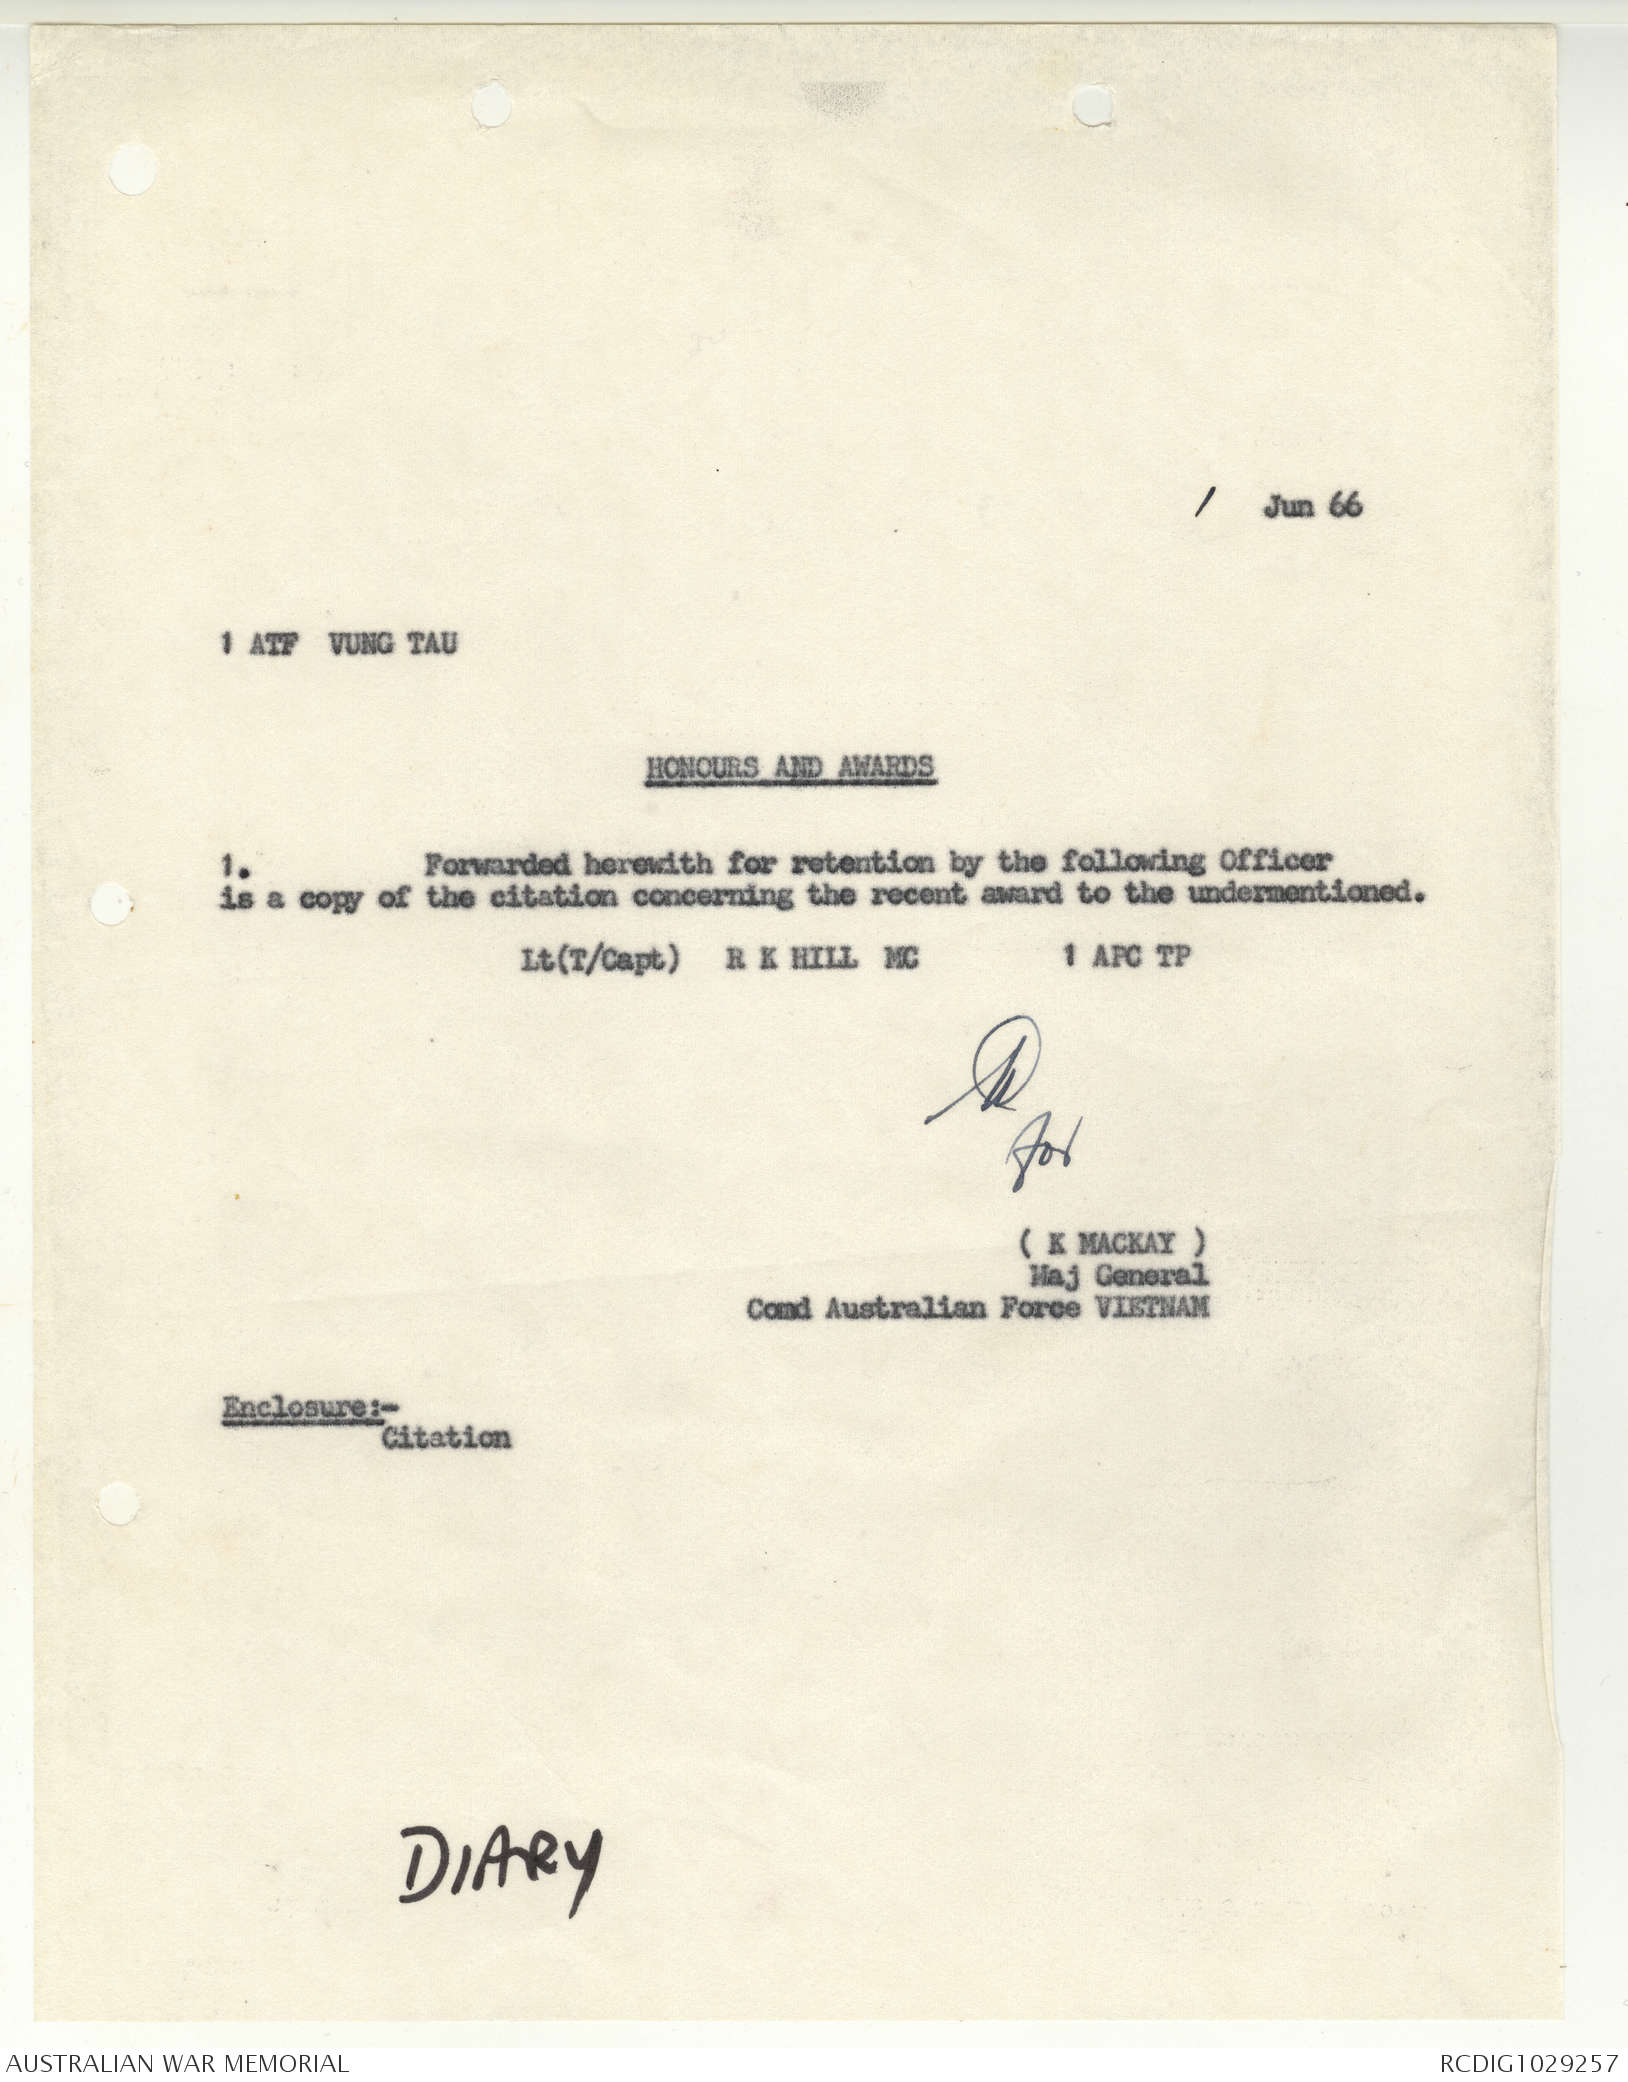 1 Jun 66
1 ATF VUNG TAU
HONOURS AND AWARDS
1. Forwarded herewith for retention by the following Officer
is a copy of the citation concerning the recent award to the undermentioned.
Lt(T/Capt) R K HILL MC 1 APC TP
for
( K MACKAY )
Maj General
Comd Australian Force VIETNAM
Enclosure:-
Citation
DIARY
AUSTRALIAN WAR MEMORIAL RCDIG1029257